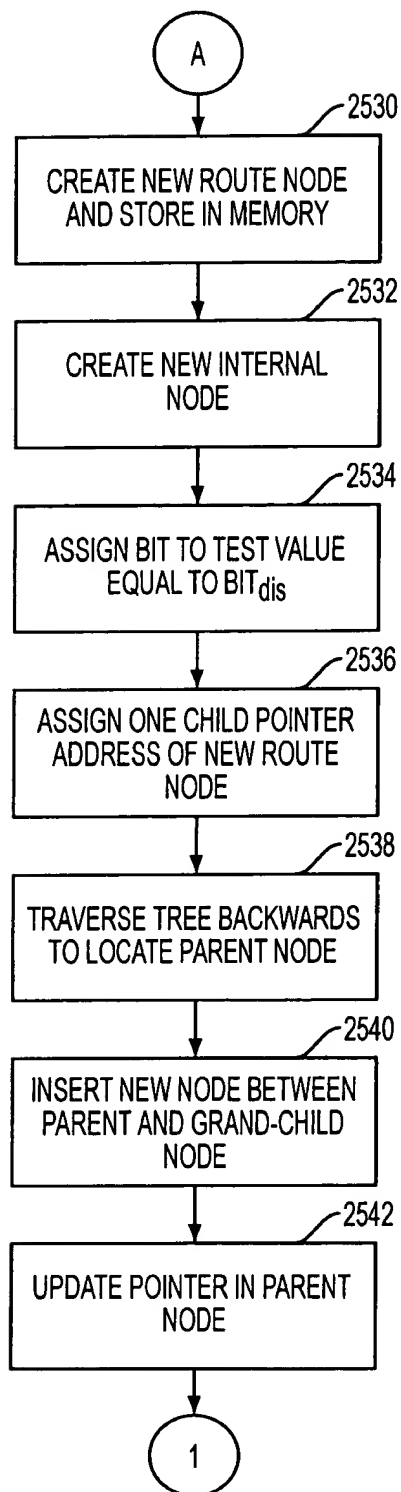 A
2530
CREATE NEW ROUTE NODE
AND STORE IN MEMORY
2532
CREATE NEW INTERNAL
NODE
2534
ASSIGN BIT TO TEST VALUE
EQUAL TO BITdis
2536
ASSIGN ONE CHILD POINTER
ADDRESS OF NEW ROUTE
NODE
2538
TRAVERSE TREE BACKWARDS
TO LOCATE PARENT NODE
2540
INSERT NEW NODE BETWEEN
PARENT AND GRAND-CHILD
NODE
2542
UPDATE POINTER IN PARENT
NODE
1